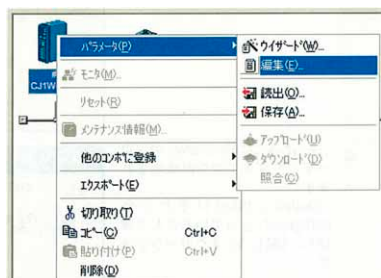 CJ1W
パラメータ(P)
モニタ(M)...
リセット(R)
メンテナンス情報(M)...
他のコンポに登録
エクスポート(E)
切り取り(T)
コピー(C) Ctrl+C
貼り付け(P) Ctrl+V
削除(D)
ウィザード(W)...
編集(E)...
読出(O)...
保存(A)...
アップロード(U)
ダウンロード(D)
照合(C)